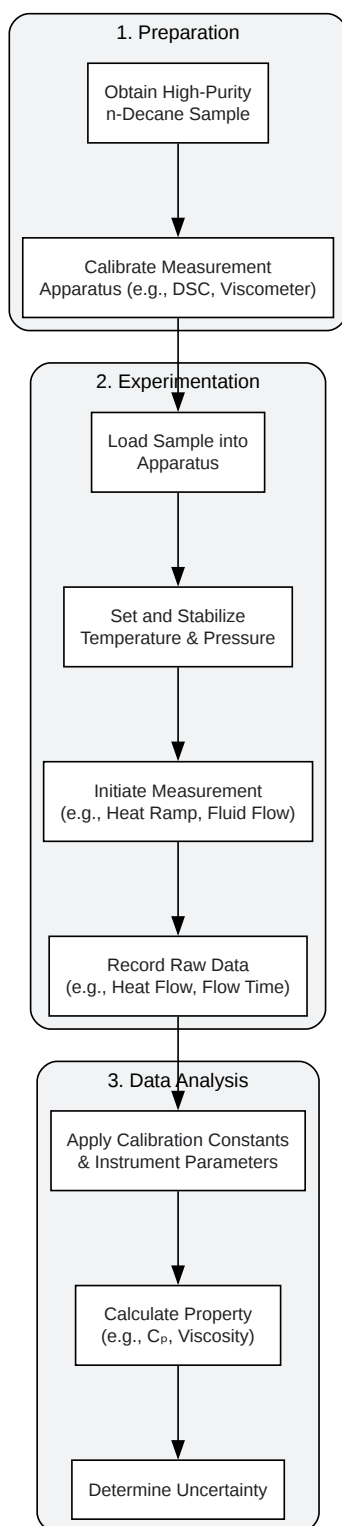 1. Preparation
Obtain High-Purity
n-Decane Sample
Calibrate Measurement
Apparatus (e.g., DSC, Viscometer)
2. Experimentation
Load Sample into
Apparatus
Set and Stabilize
Temperature & Pressure
Initiate Measurement
(e.g., Heat Ramp, Fluid Flow)
Record Raw Data
(e.g., Heat Flow, Flow Time)
3. Data Analysis
Apply Calibration Constants
& Instrument Parameters
Calculate Property
(e.g., Cₚ, Viscosity)
Determine Uncertainty